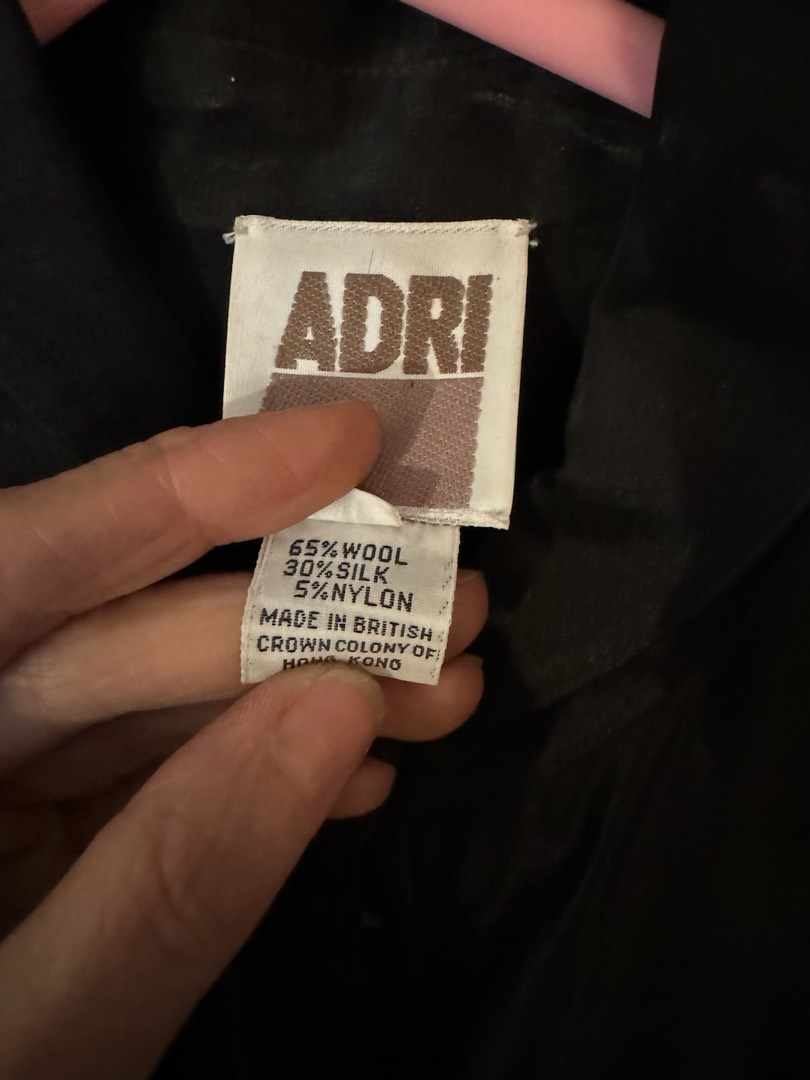 ADRI
65% WOOL
30% SILK
5% NYLON
MADE IN BRITISH
CROWN COLONY OF
HONG KONG